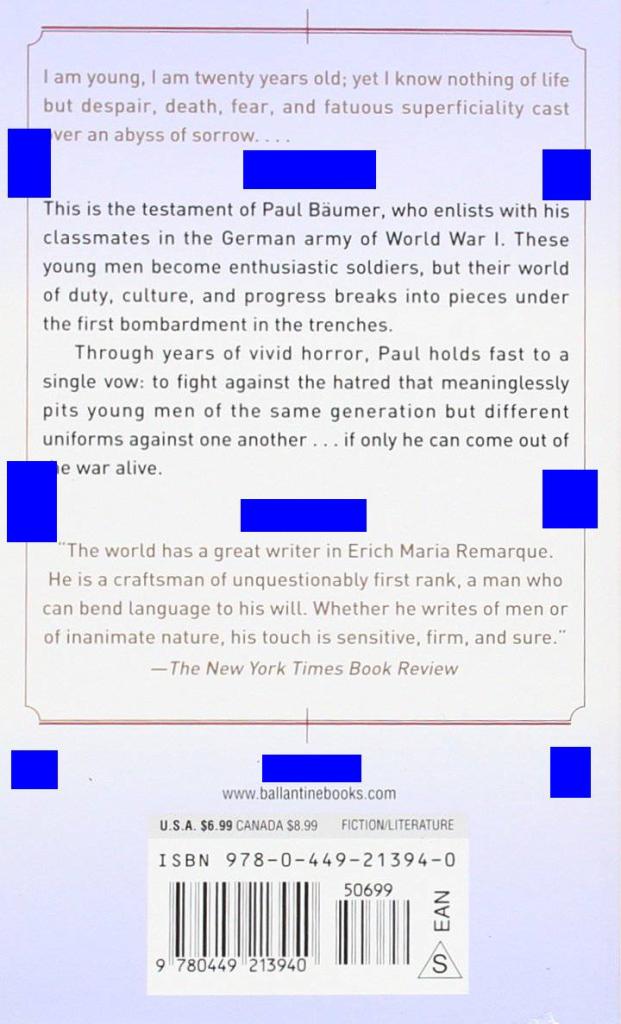 I am young, I am twenty years old; yet I know nothing of life
but despair, death, fear, and fatuous superficiality cast
over an abyss of sorrow. . . .
This is the testament of Paul Bäumer, who enlists with his
classmates in the German army of World War I. These
young men become enthusiastic soldiers, but their world
of duty, culture, and progress breaks into pieces under
the first bombardment in the trenches.
Through years of vivid horror, Paul holds fast to a
single vow: to fight against the hatred that meaninglessly
pits young men of the same generation but different
uniforms against one another . . . if only he can come out of
the war alive.
"The world has a great writer in Erich Maria Remarque.
He is a craftsman of unquestionably first rank, a man who
can bend language to his will. Whether he writes of men or
of inanimate nature, his touch is sensitive, firm, and sure."
—The New York Times Book Review
www.ballantinebooks.com
U.S.A. $6.99 CANADA $8.99 FICTION/LITERATURE
ISBN 978-0-449-21394-0
50699
EAN
S
9 780449 213940